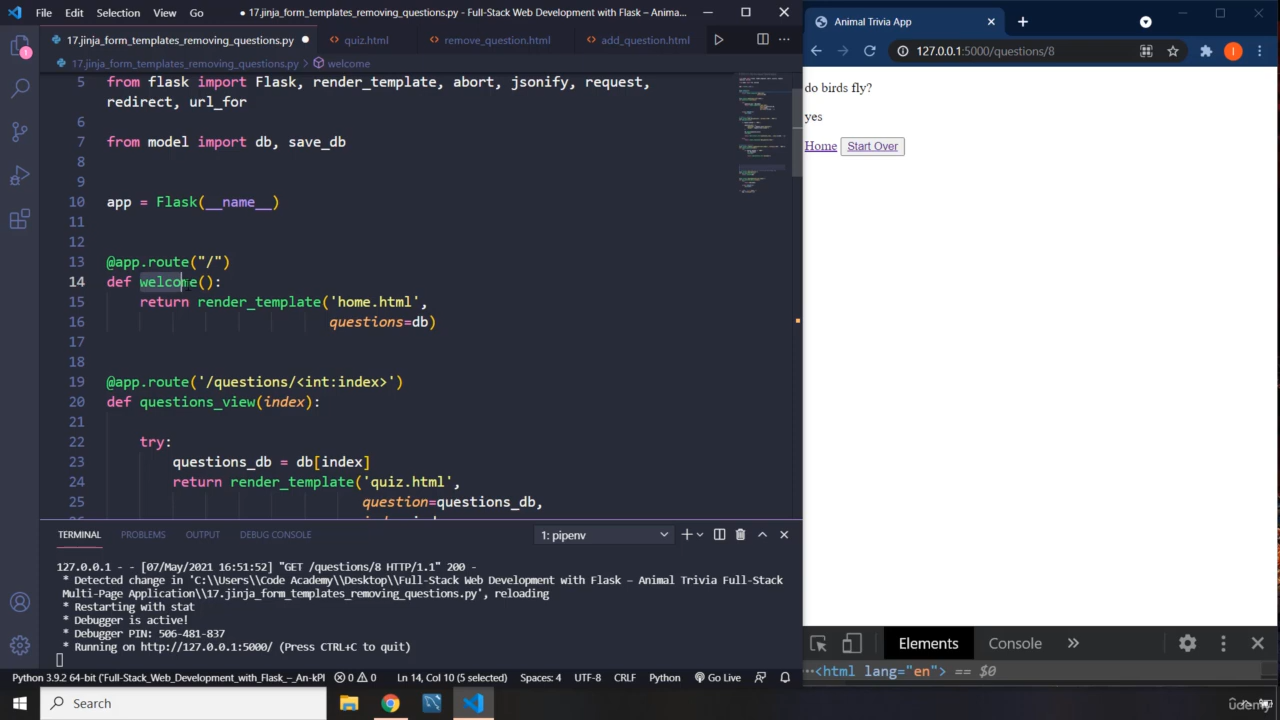 File Edit Selection View Go
● 17.jinja_form_templates_removing_questions.py - Full-Stack Web Development with Flask – Anima...
17.jinja_form_templates_removing_questions.py ●
quiz.html
remove_question.html
add_question.html
17.jinja_form_templates_removing_questions.py > welcome
5 from flask import Flask, render_template, abort, jsonify, request,
redirect, url_for
6
7 from model import db, save_db
8
9
10 app = Flask(__name__)
11
12
13 @app.route("/")
14 def welcome():
15 return render_template('home.html',
16 questions=db)
17
18
19 @app.route('/questions/<int:index>')
20 def questions_view(index):
21
22 try:
23 questions_db = db[index]
24 return render_template('quiz.html',
25 question=questions_db,
TERMINAL PROBLEMS OUTPUT DEBUG CONSOLE
1: pipenv
127.0.0.1 - - [07/May/2021 16:51:52] "GET /questions/8 HTTP/1.1" 200 -
* Detected change in 'C:\\Users\\Code Academy\\Desktop\\Full-Stack Web Development with Flask – Animal Trivia Full-Stack
Multi-Page Application\\17.jinja_form_templates_removing_questions.py', reloading
* Restarting with stat
* Debugger is active!
* Debugger PIN: 506-481-837
* Running on http://127.0.0.1:5000/ (Press CTRL+C to quit)
Ln 14, Col 10 (5 selected)
Spaces: 4
UTF-8
CRLF
Python
Go Live
Search
Animal Trivia App
127.0.0.1:5000/questions/8
do birds fly?
yes
Home Start Over
Elements Console »
<html lang="en"> == $0
udemy